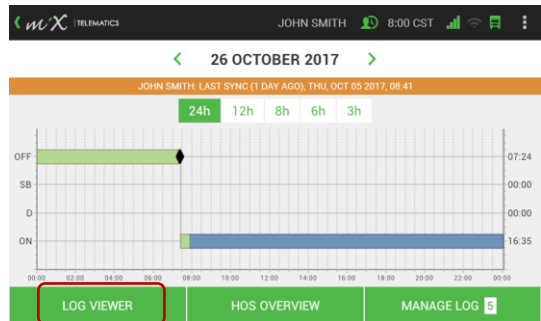 mix TELEMATICS JOHN SMITH 8:00 CST
26 OCTOBER 2017
JOHN SMITH: LAST SYNC (1 DAY AGO), THU, OCT 05 2017, 08:41
24h 12h 8h 6h 3h
OFF 07:24
SB 00:00
D 00:00
ON 16:35
00:00 02:00 04:00 06:00 08:00 10:00 12:00 14:00 16:00 18:00 20:00 22:00 00:00
LOG VIEWER HOS OVERVIEW MANAGE LOG 5